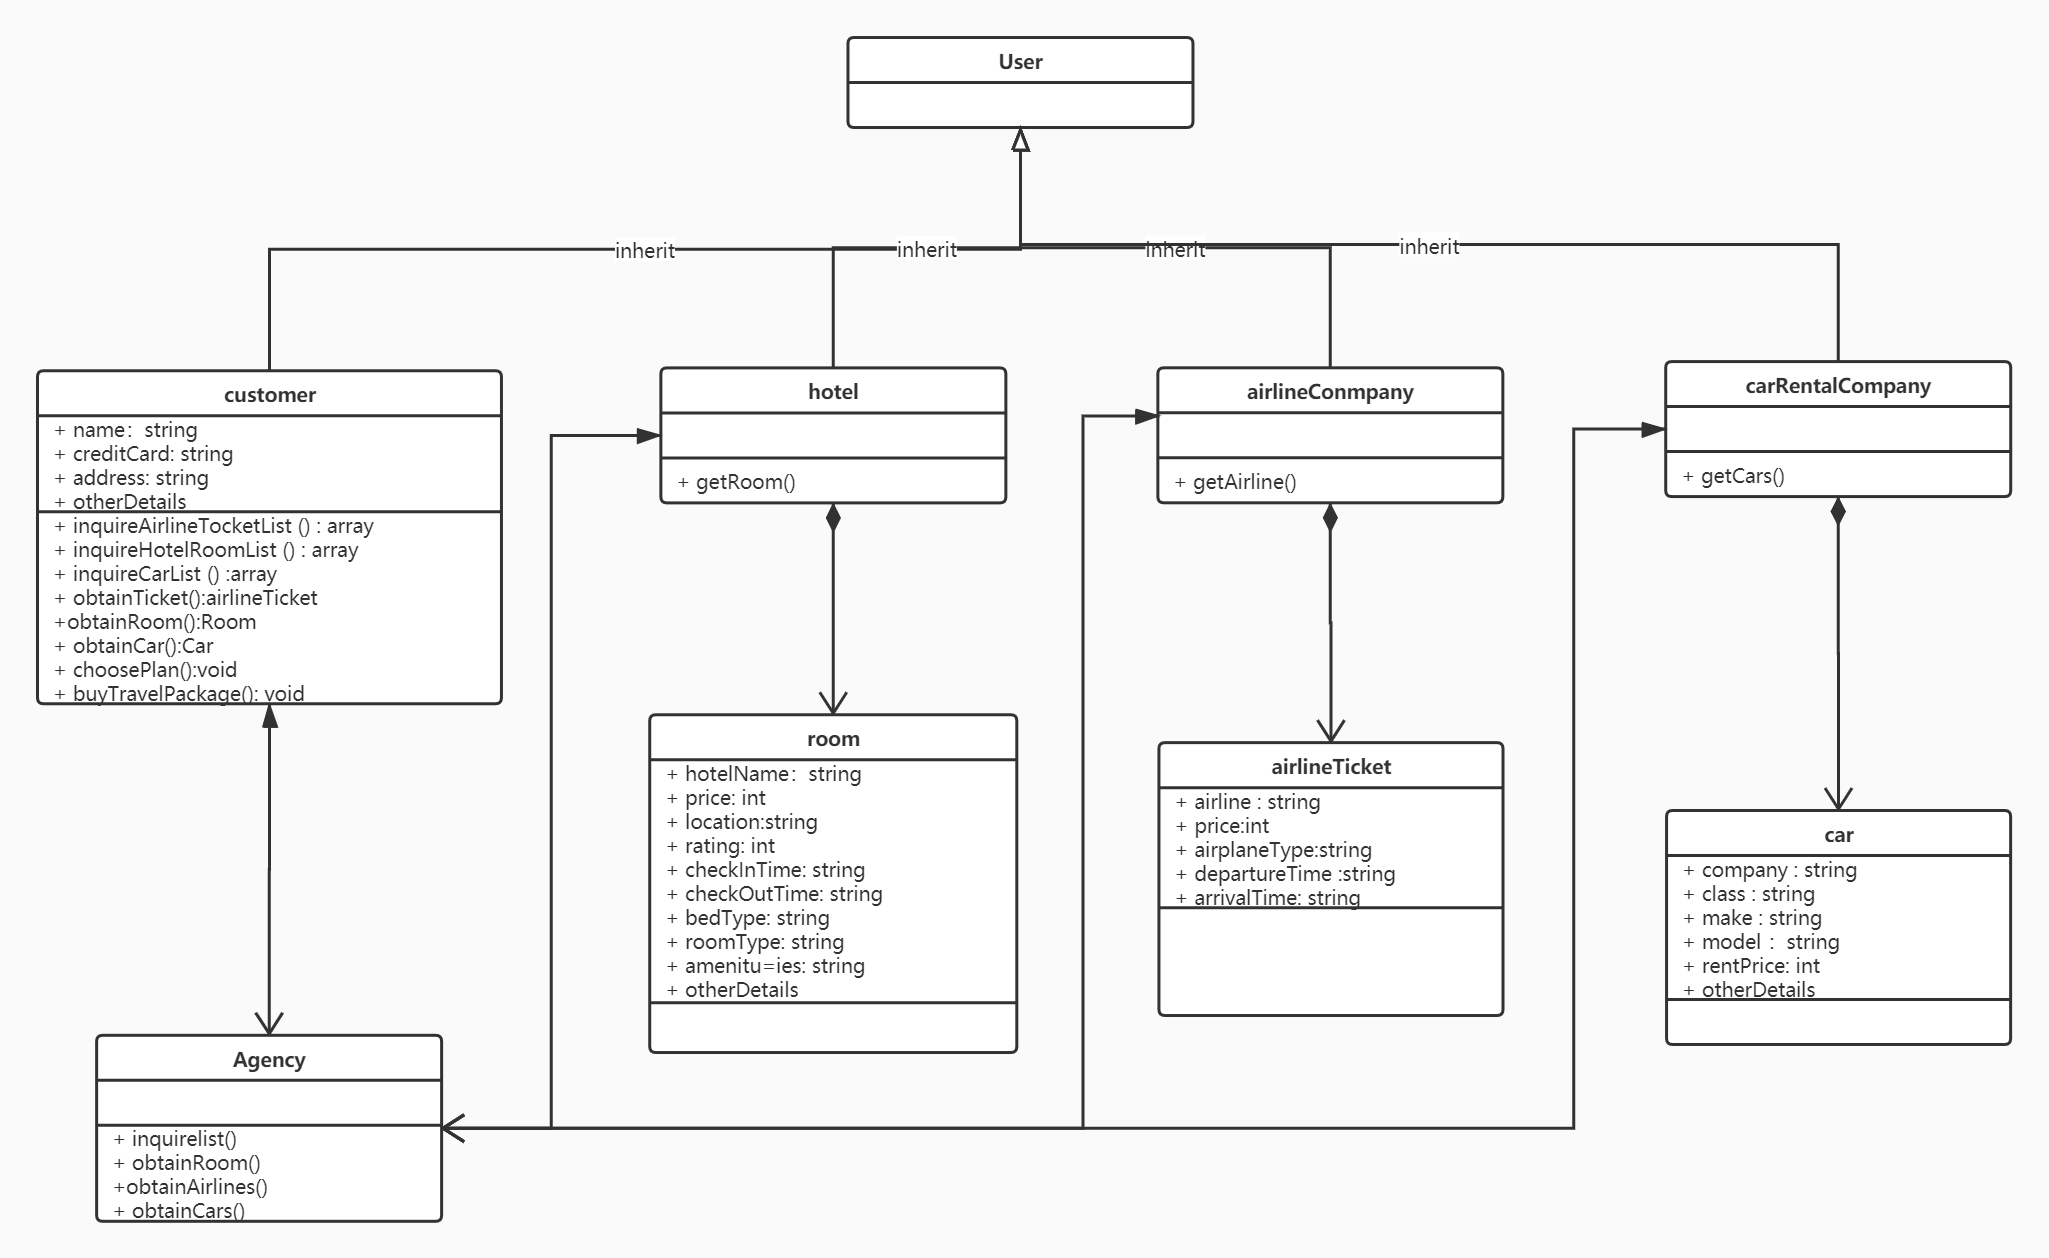 User
inherit
inherit
inherit
inherit
customer
+ name：string
+ creditCard: string
+ address: string
+ otherDetails
+ inquireAirlineTocketList () : array
+ inquireHotelRoomList () : array
+ inquireCarList () :array
+ obtainTicket():airlineTicket
+obtainRoom():Room
+ obtainCar():Car
+ choosePlan():void
+ buyTravelPackage(): void
hotel
+ getRoom()
airlineConmpany
+ getAirline()
carRentalCompany
+ getCars()
room
+ hotelName：string
+ price: int
+ location:string
+ rating: int
+ checkInTime: string
+ checkOutTime: string
+ bedType: string
+ roomType: string
+ amenitu=ies: string
+ otherDetails
airlineTicket
+ airline : string
+ price:int
+ airplaneType:string
+ departureTime :string
+ arrivalTime: string
car
+ company : string
+ class : string
+ make : string
+ model： string
+ rentPrice: int
+ otherDetails
Agency
+ inquirelist()
+ obtainRoom()
+obtainAirlines()
+ obtainCars()